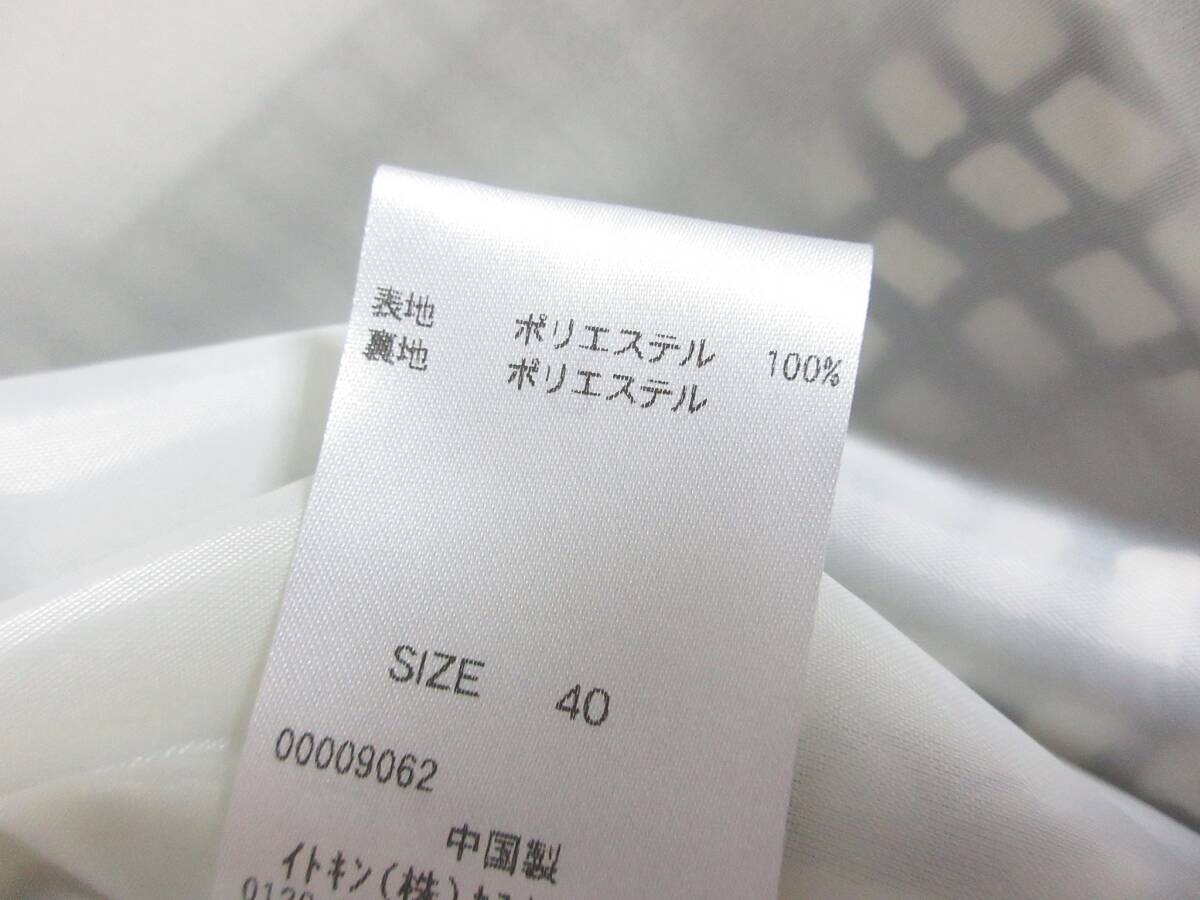 表地 ポリエステル 100%
裏地 ポリエステル
SIZE 40
00009062
中国製
イトキン(株)
0120